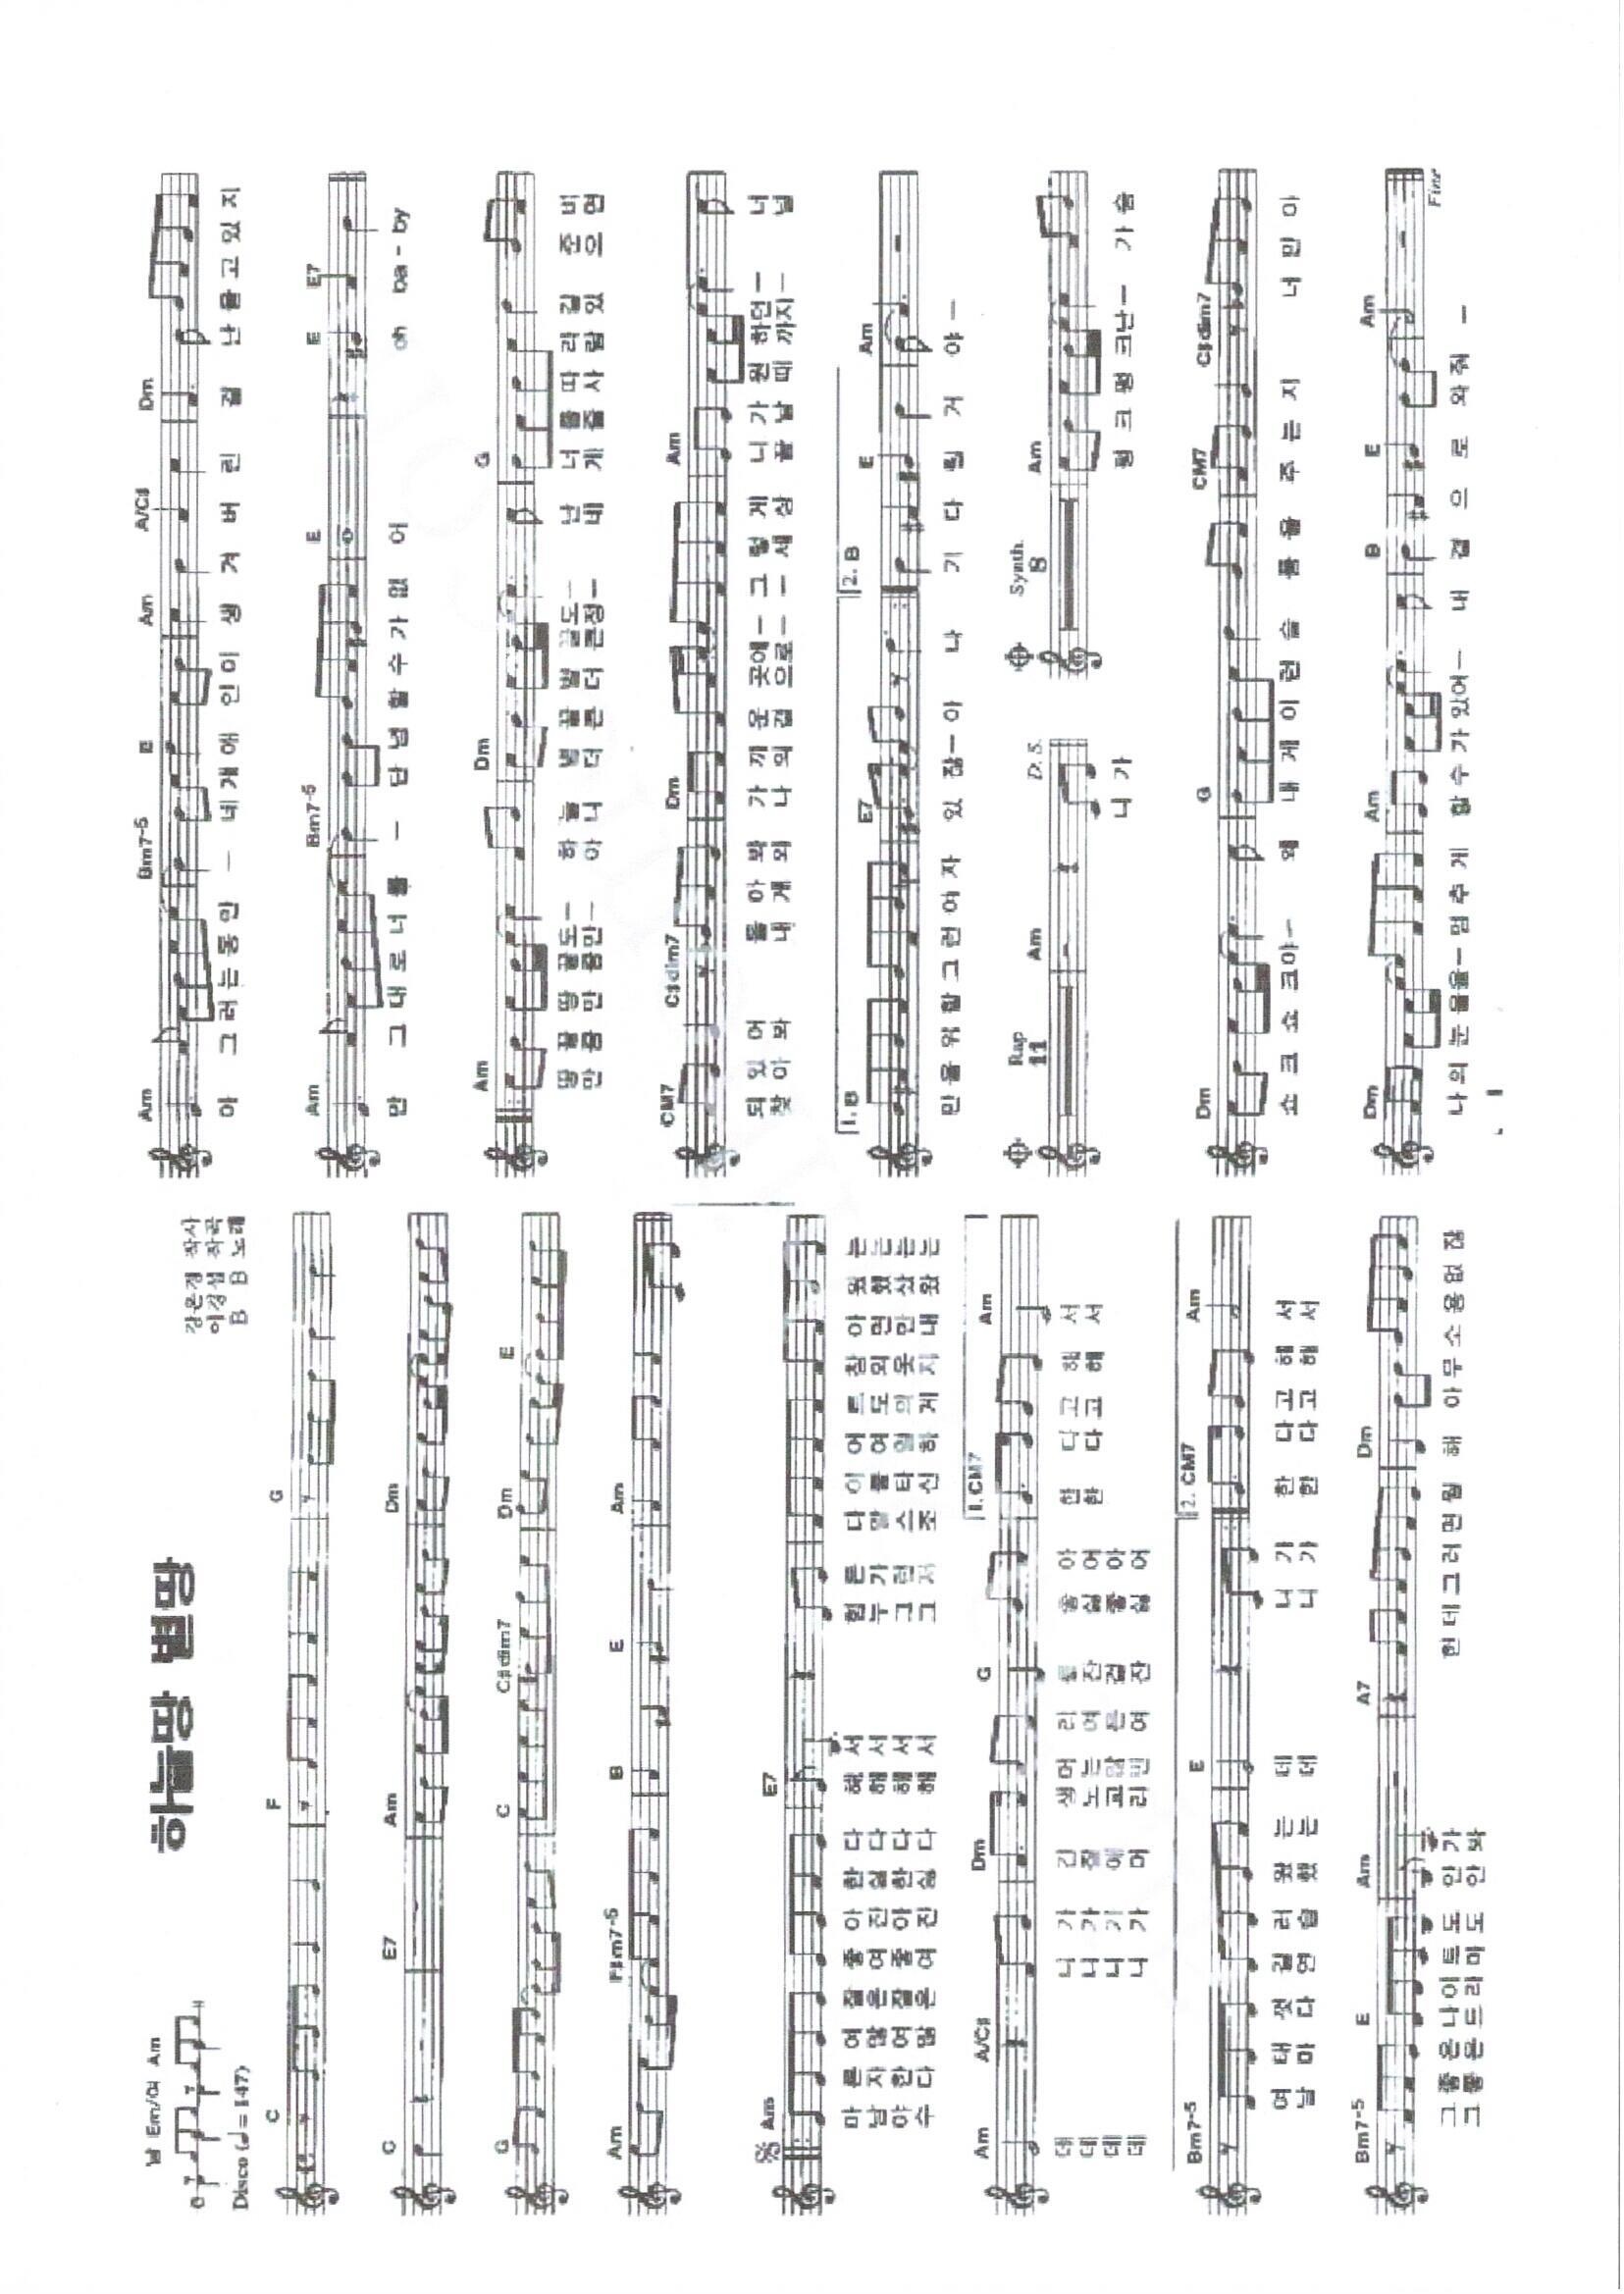 남 Em/여 Am
하늘땅 별땅
강은경 작사
이경섭 작곡
B B 노래
Disco (♩= 147)
C F G
C E7 Am Dm
G C C♯dim7 Dm E
Am F♯m7-5 B E Am
Am E7
마른여잘좋아한다 해서 힘든 다이어트참아왔는
남자많은여잔싫다 해서 누가 말를여도외면했는
야한여잘좋아한다 해서 그런 스타일의옷만샀는
수다많은여잔싫다 해서 그저 조신하게지내왔는
Am A/C♯ Dm G 1. CM7 Am
데 니가 긴 생머리를 좋아 한 다고해 서
데 니가 잘 노는여잔 싫어 한 다고해 서
데 니가 애 교많은걸 좋아
데 니가 머 리빈여잔 싫어
Bm7-5 E 2. CM7 Am
여태껏길러왔는 데 니가 한 다고해 서
날마다연습했는 데 니가 한 다고해 서
Bm7-5 E Am A7 Dm
그좋은나이트도 안가 헌데그러면뭘 해 아무소용없잖
그좋은드라마도 안봐
Am Bm7-5 E Am A/C♯ Dm
아 그러는동안 – 네게애 인이 생 겨 버 린 걸 난울고있지
Am Bm7-5 E E E7
만 그대로너를 – 단념할수가없 어 oh ba - by
Am Dm G
땅끝땅끝도– 하늘 별끝별끝도– 난 너를따라갈 준비
만큼만큼만– 아니 더큰더큰정– 네 게줄사람있 으면
CM7 C♯dim7 Dm Am
되있어 돌아봐 가까운곳에–그렇게 니가원하던– 너
찾아봐 내게와 나의곁으로– –세상 끝날때까지– 널
1. B E7 2. B E Am
만을위할그런여자 있잖–아 나 기 다 릴 거 야–
Rap
11 Am D. S.
Synth.
8 Am
니가 펑크펑크난– 가슴
Dm G CM7 C♯dim7
쇼크쇼크야– 왜 내게이런슬 픔을 주는지 너만아
Dm Am B E Am
나의눈을을–멈추게 할수가있어– 내 곁 으 로 와줘 –
Fine